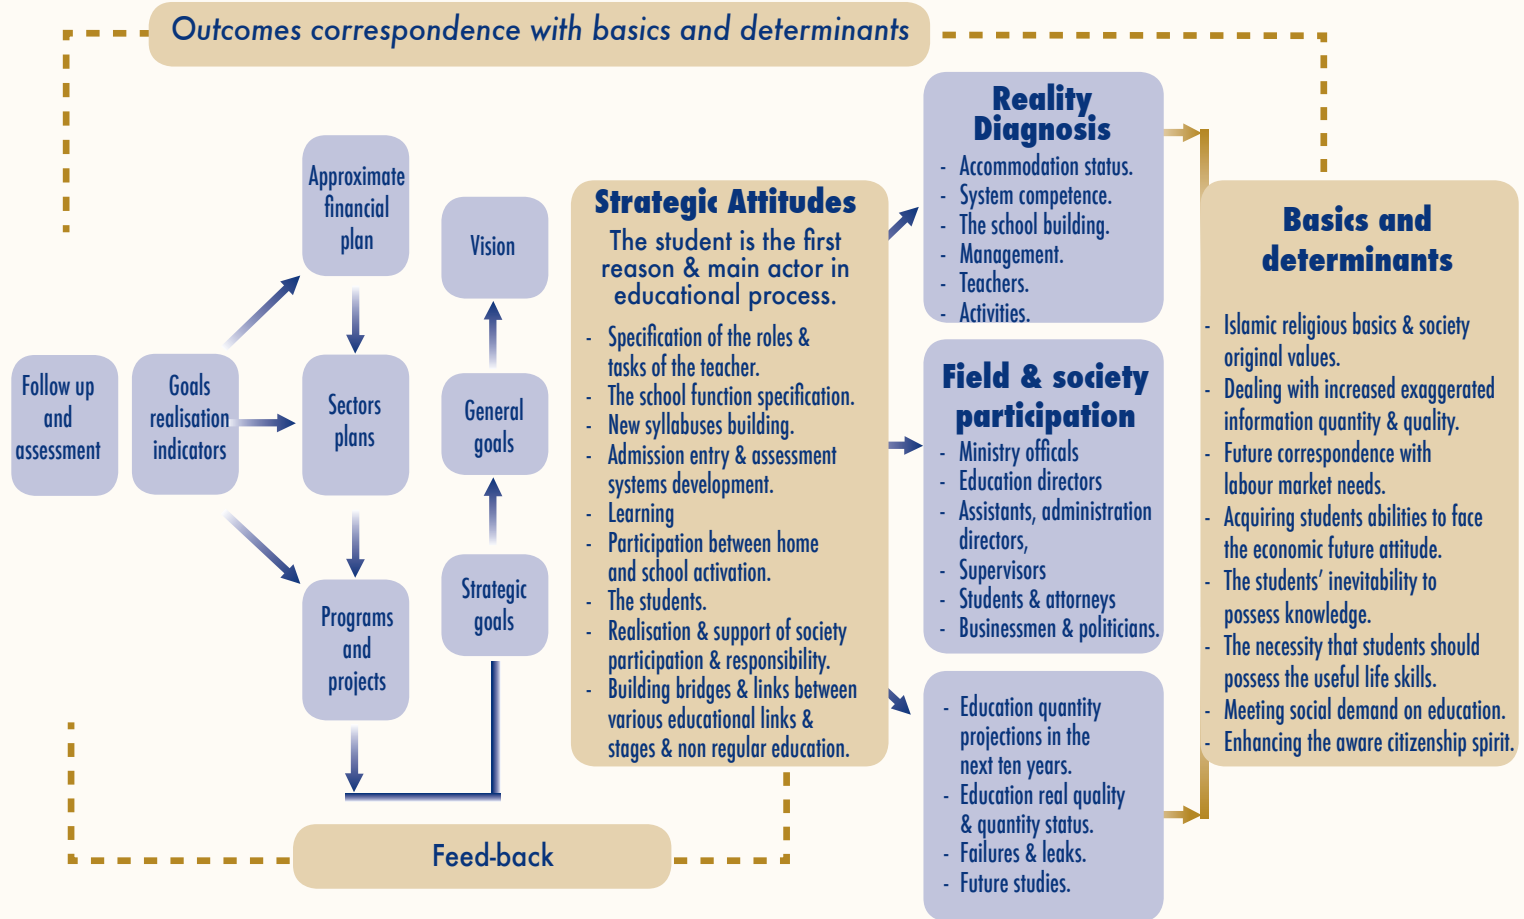 Outcomes correspondence with basics and determinants
Follow up
and
assessment
Goals
realisation
indicators
Approximate
financial
plan
Sectors
plans
Programs
and
projects
Vision
General
goals
Strategic
goals
Strategic Attitudes
The student is the first
reason & main actor in
educational process.
- Specification of the roles &
tasks of the teacher.
- The school function specification.
- New syllabuses building.
- Admission entry & assessment
systems development.
- Learning
- Participation between home
and school activation.
- The students.
- Realisation & support of society
participation & responsibility.
- Building bridges & links between
various educational links &
stages & non regular education.
Reality
Diagnosis
- Accommodation status.
- System competence.
- The school building.
- Management.
- Teachers.
- Activities.
Field & society
participation
- Ministry officals
- Education directors
- Assistants, administration
directors,
- Supervisors
- Students & attorneys
- Businessmen & politicians.
- Education quantity
projections in the
next ten years.
- Education real quality
& quantity status.
- Failures & leaks.
- Future studies.
Basics and
determinants
- Islamic religious basics & society
original values.
- Dealing with increased exaggerated
information quantity & quality.
- Future correspondence with
labour market needs.
- Acquiring students abilities to face
the economic future attitude.
- The students’ inevitability to
possess knowledge.
- The necessity that students should
possess the useful life skills.
- Meeting social demand on education.
- Enhancing the aware citizenship spirit.
Feed-back